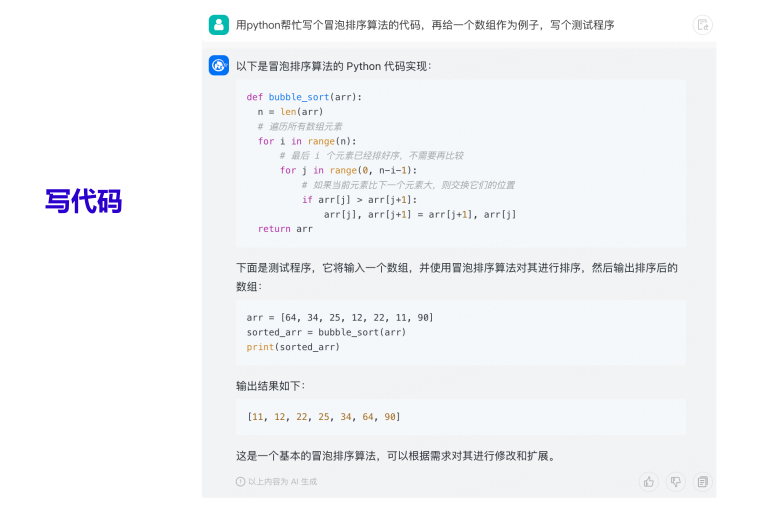 用python帮忙写个冒泡排序算法的代码，再给一个数组作为例子，写个测试程序
以下是冒泡排序算法的 Python 代码实现：
def bubble_sort(arr):
  n = len(arr)
  # 遍历所有数组元素
  for i in range(n):
      # 最后 i 个元素已经排好序，不需要再比较
      for j in range(0, n-i-1):
          # 如果当前元素比下一个元素大，则交换它们的位置
          if arr[j] > arr[j+1]:
              arr[j], arr[j+1] = arr[j+1], arr[j]
  return arr
写代码
下面是测试程序，它将输入一个数组，并使用冒泡排序算法对其进行排序，然后输出排序后的
数组：
arr = [64, 34, 25, 12, 22, 11, 90]
sorted_arr = bubble_sort(arr)
print(sorted_arr)
输出结果如下：
[11, 12, 22, 25, 34, 64, 90]
这是一个基本的冒泡排序算法，可以根据需求对其进行修改和扩展。
以上内容为 AI 生成